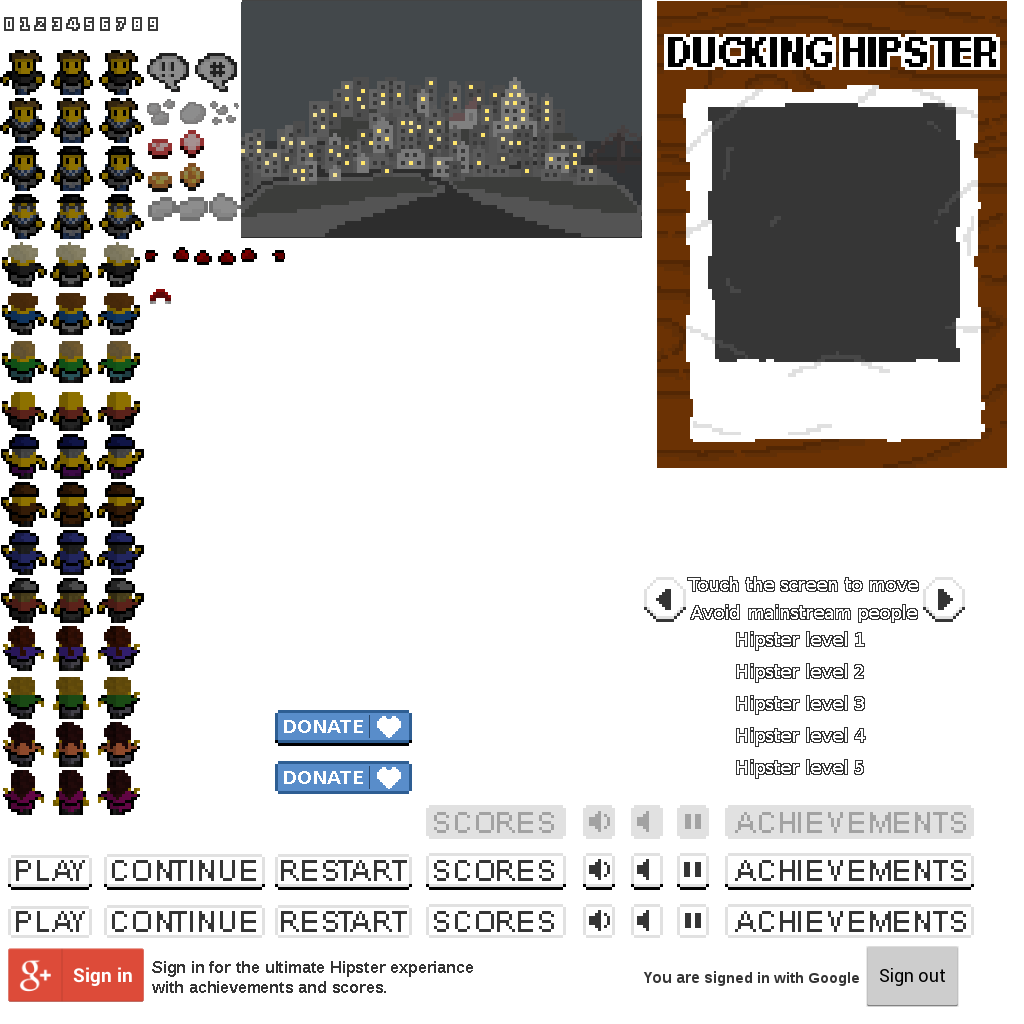 0123456789
!! #
DUCKING HIPSTER
Touch the screen to move
Avoid mainstream people
Hipster level 1
Hipster level 2
Hipster level 3
Hipster level 4
Hipster level 5
DONATE
DONATE
SCORES ACHIEVEMENTS
PLAY CONTINUE RESTART SCORES ACHIEVEMENTS
PLAY CONTINUE RESTART SCORES ACHIEVEMENTS
g+ Sign in
Sign in for the ultimate Hipster experiance
with achievements and scores.
You are signed in with Google
Sign out